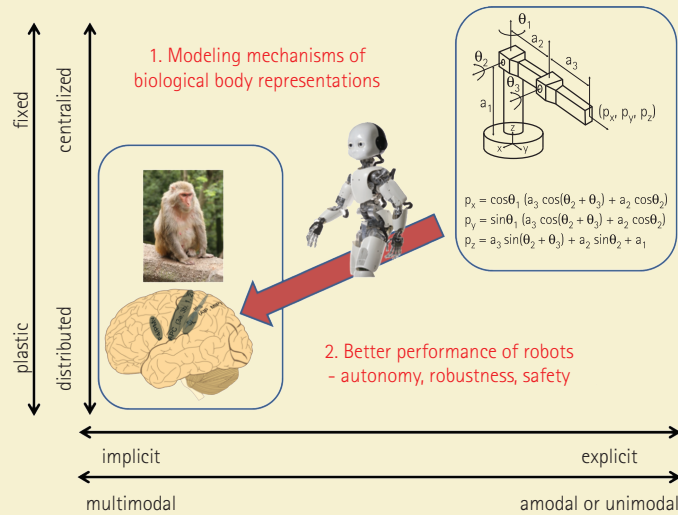 fixed
centralized
plastic
distributed
1. Modeling mechanisms of
biological body representations
θ1
a2
θ2
a3
θ3
a1
(px, py, pz)
z
x
y
px = cosθ1 (a3 cos(θ2 + θ3) + a2 cosθ2)
py = sinθ1 (a3 cos(θ2 + θ3) + a2 cosθ2)
pz = a3 sin(θ2 + θ3) + a2 sinθ2 + a1
2. Better performance of robots
- autonomy, robustness, safety
implicit
explicit
multimodal
amodal or unimodal